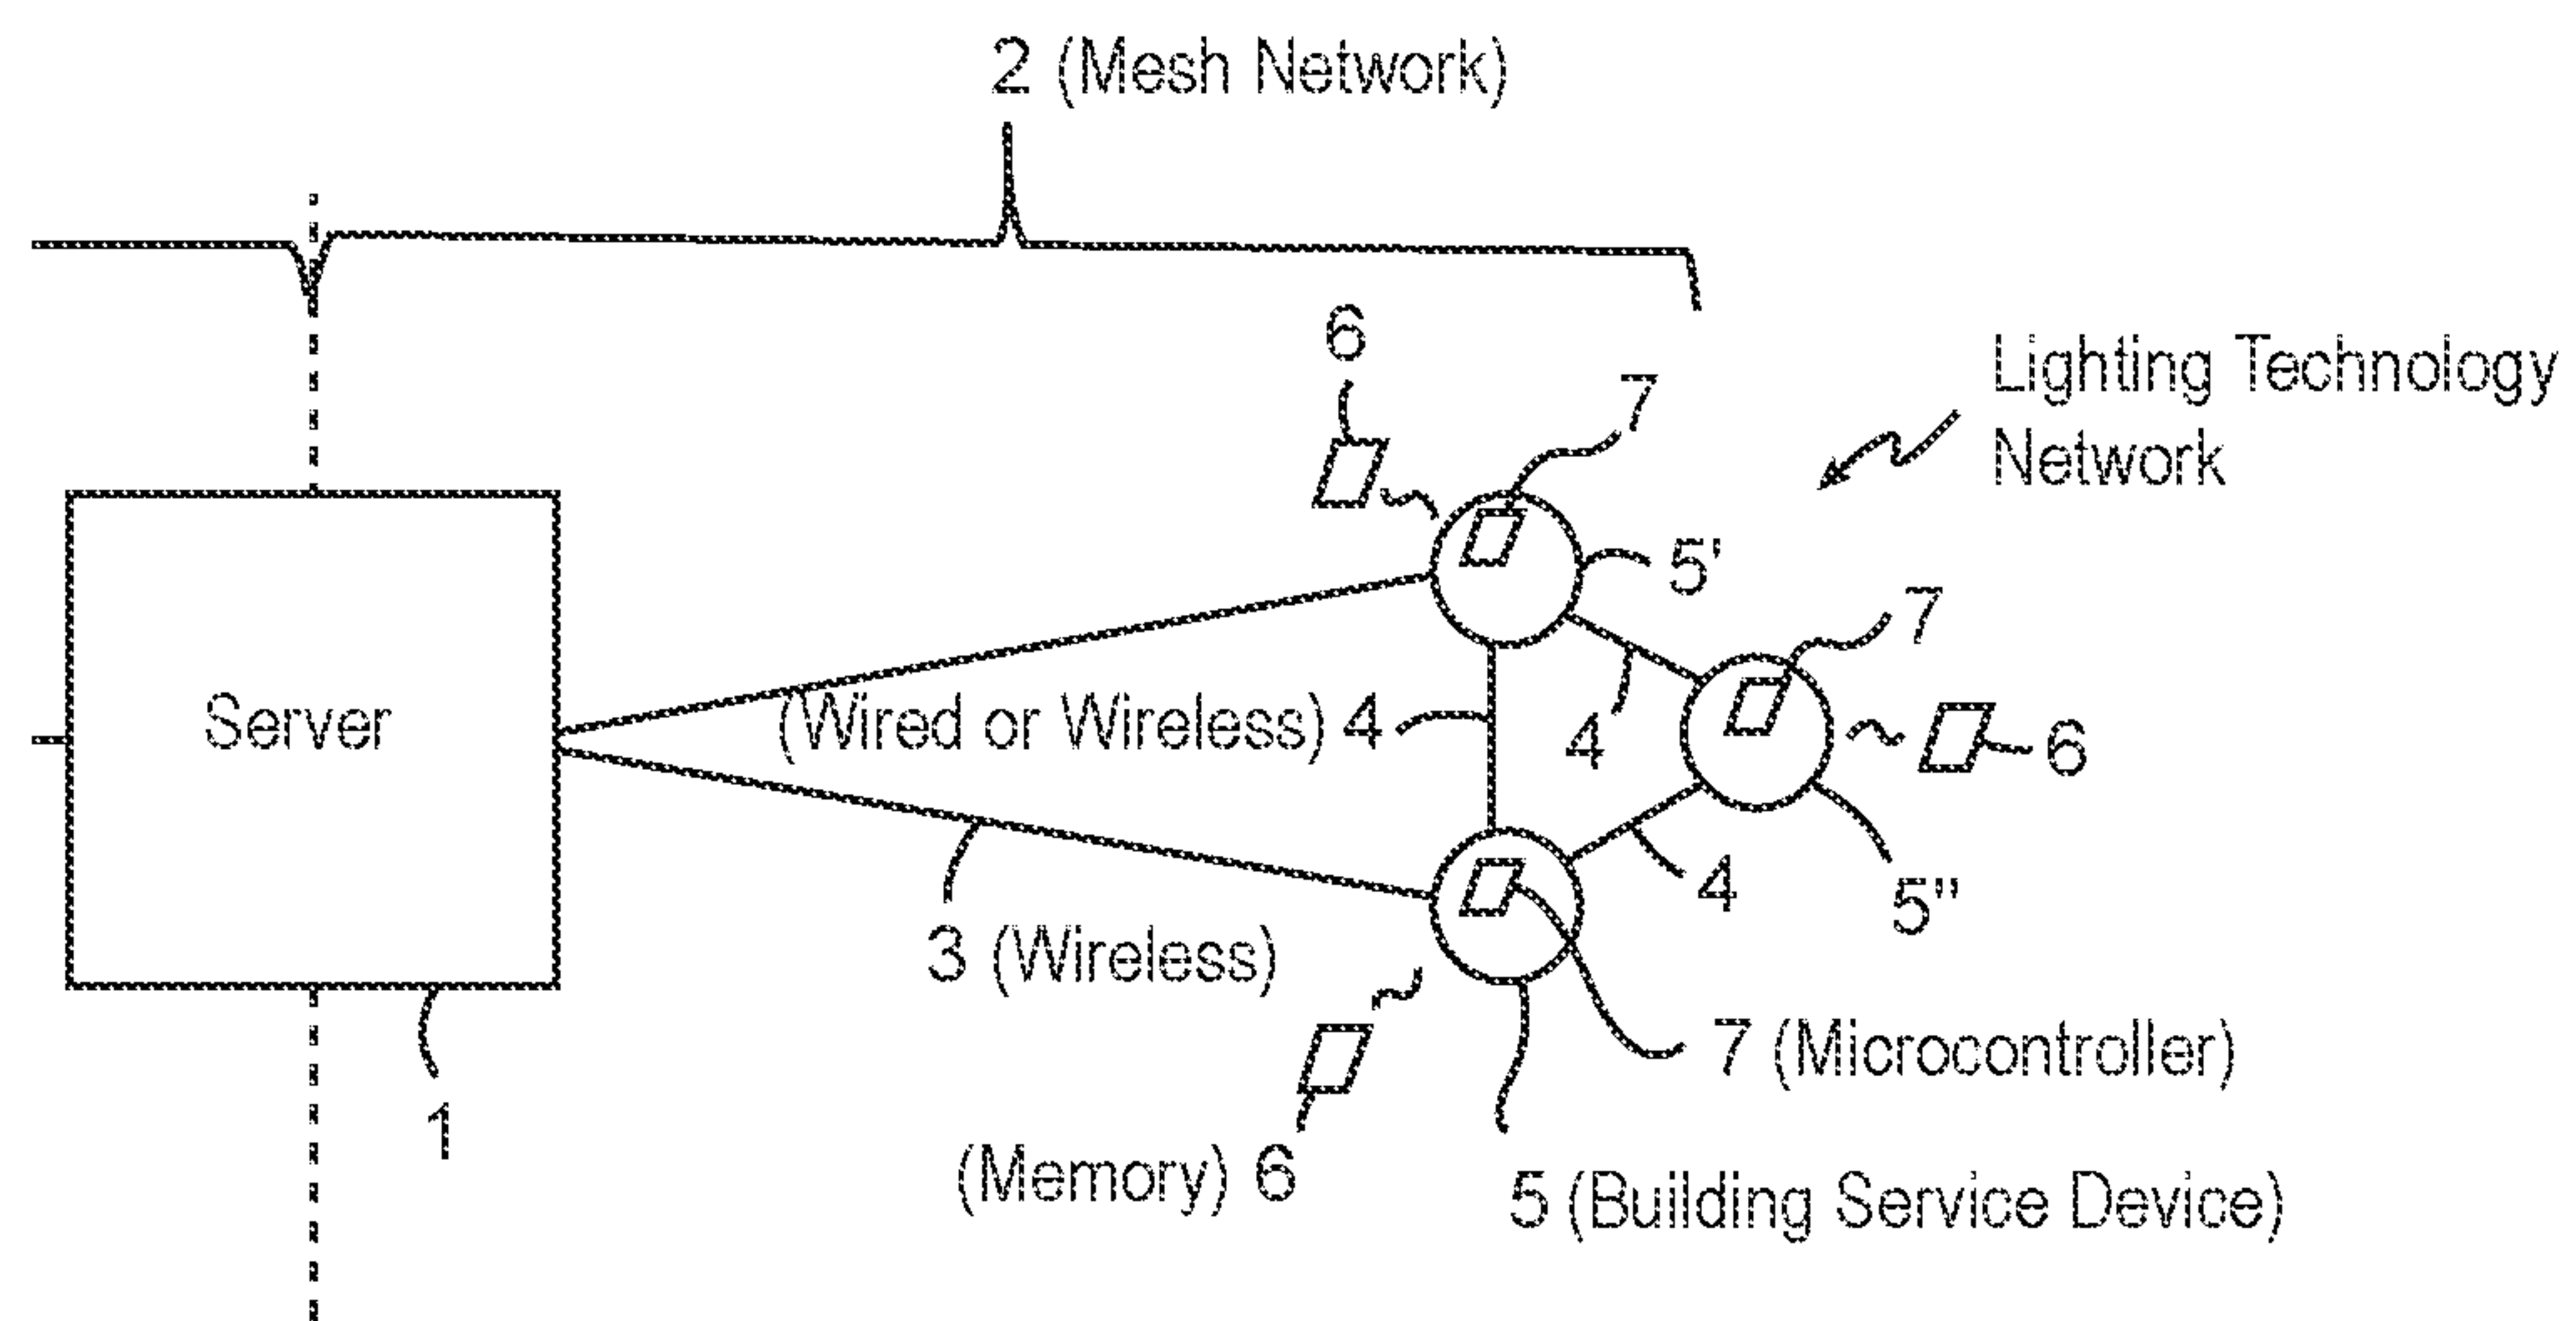 2 (Mesh Network)
6
7
Lighting Technology
Network
5'
7
Server
(Wired or Wireless) 4
4
6
4
5"
3 (Wireless)
7 (Microcontroller)
1
(Memory) 6
5 (Building Service Device)